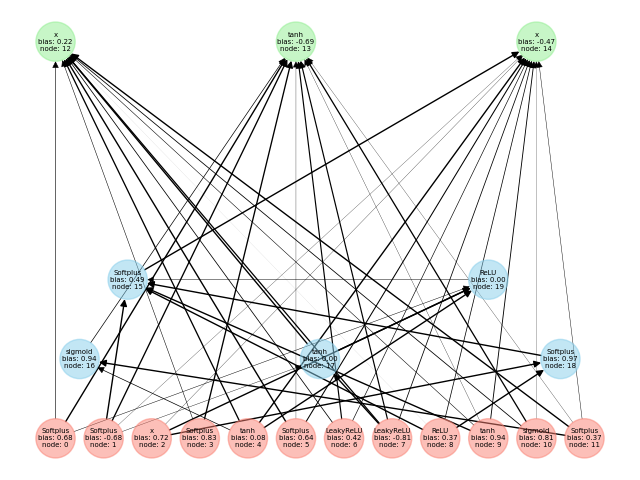 x
bias: 0.22
node: 12
tanh
bias: -0.69
node: 13
x
bias: -0.47
node: 14
Softplus
bias: 0.49
node: 15
ReLU
bias: 0.00
node: 19
sigmoid
bias: 0.94
node: 16
tanh
bias: 0.00
node: 17
Softplus
bias: 0.97
node: 18
Softplus
bias: 0.68
node: 0
Softplus
bias: -0.68
node: 1
x
bias: 0.72
node: 2
Softplus
bias: 0.83
node: 3
tanh
bias: 0.08
node: 4
Softplus
bias: 0.64
node: 5
LeakyReLU
bias: 0.42
node: 6
LeakyReLU
bias: -0.81
node: 7
ReLU
bias: 0.37
node: 8
tanh
bias: 0.94
node: 9
sigmoid
bias: 0.81
node: 10
Softplus
bias: 0.37
node: 11